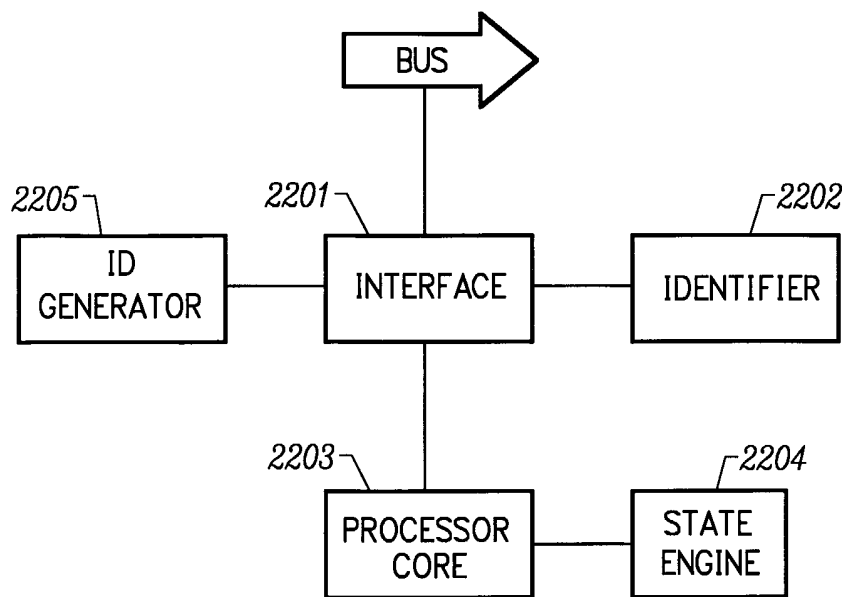 BUS
2205
2201
2202
ID
GENERATOR
INTERFACE
IDENTIFIER
2203
2204
PROCESSOR
CORE
STATE
ENGINE